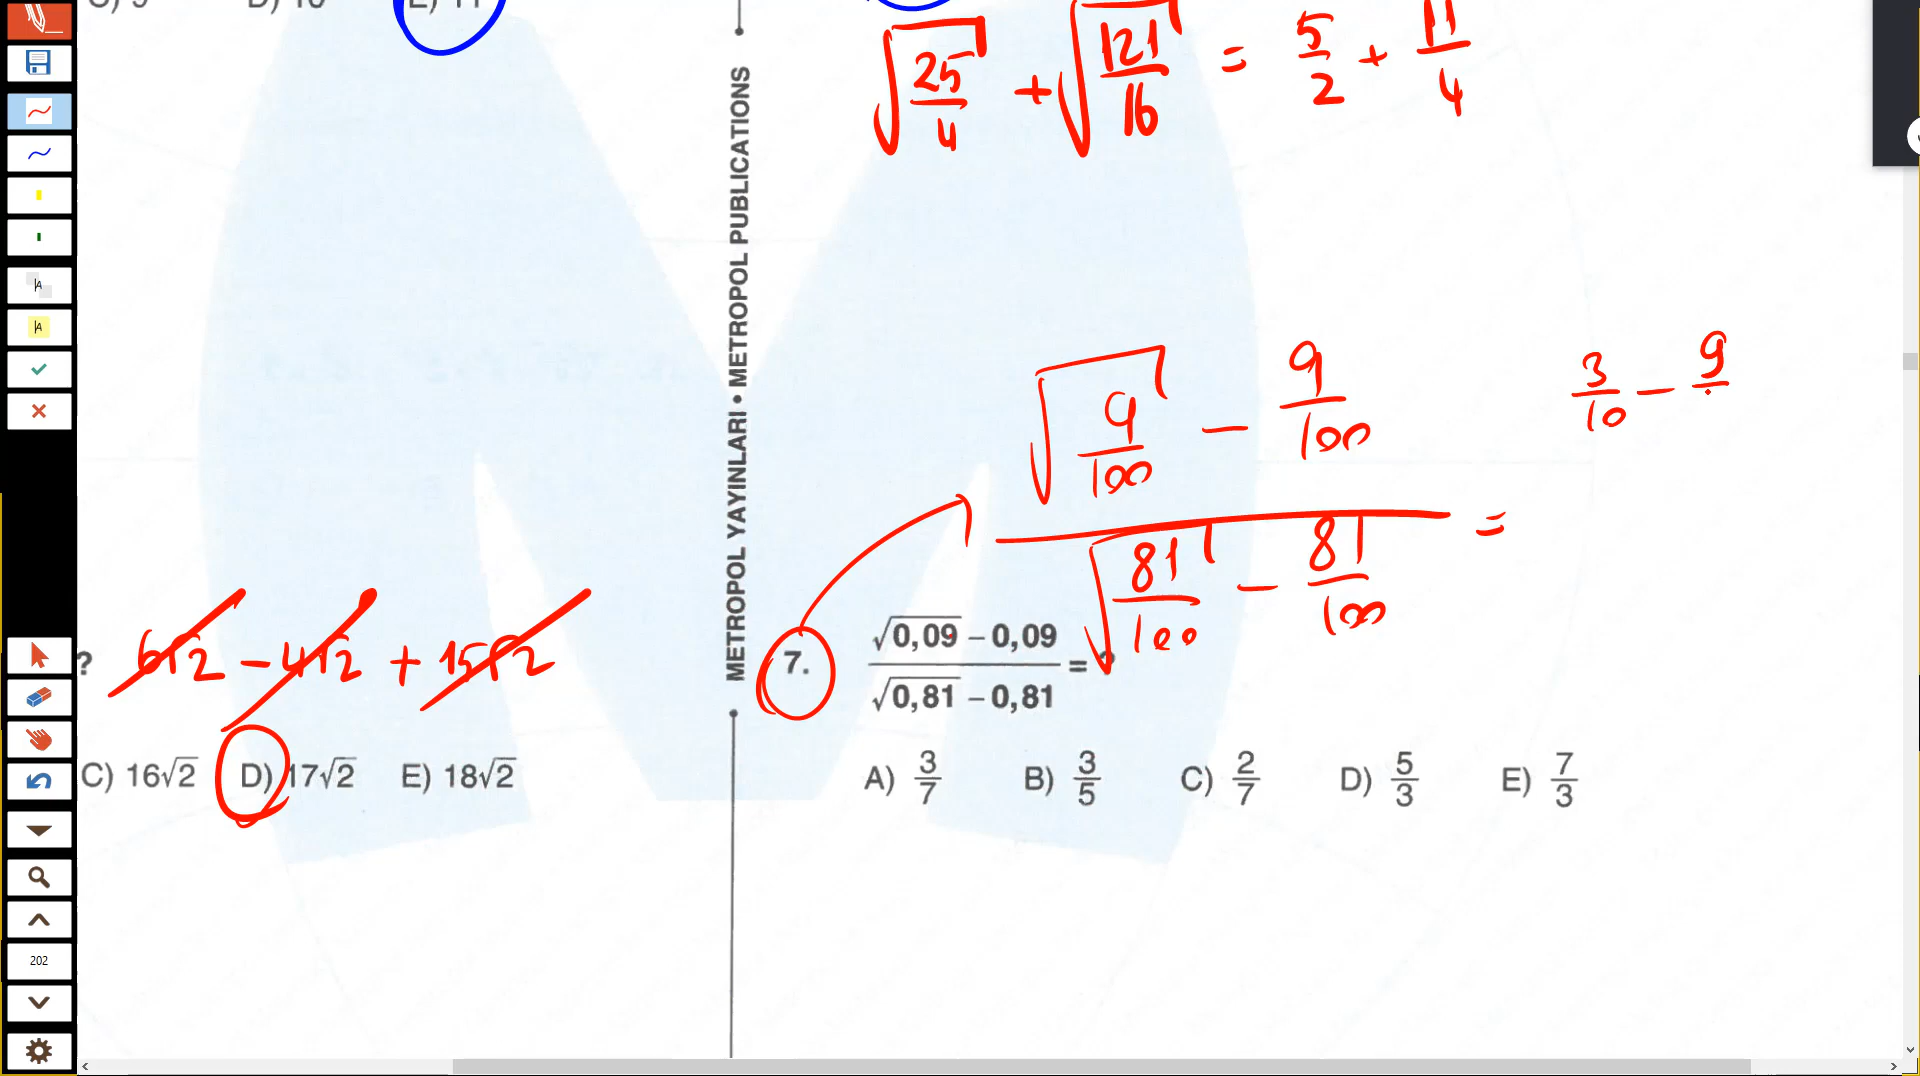 C) 9 D) 10 E) 11
? 6√2 − 4√2 + 15√2
C) 16√2 D) 17√2 E) 18√2
METROPOL YAYINLARI • METROPOL PUBLICATIONS
√25/4 + √121/16 = 5/2 + 11/4
√9/100 − 9/100
√81/100 − 81/100 =
3/10 − 9/
7. √0,09 − 0,09 / √0,81 − 0,81 = ?
A) 3/7 B) 3/5 C) 2/7 D) 5/3 E) 7/3
202